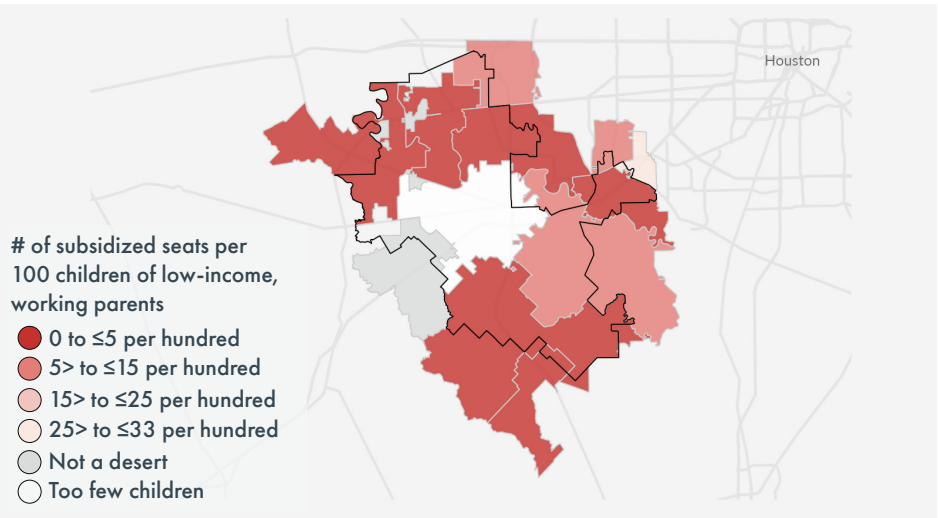 Houston
# of subsidized seats per
100 children of low-income,
working parents
0 to ≤5 per hundred
5> to ≤15 per hundred
15> to ≤25 per hundred
25> to ≤33 per hundred
Not a desert
Too few children